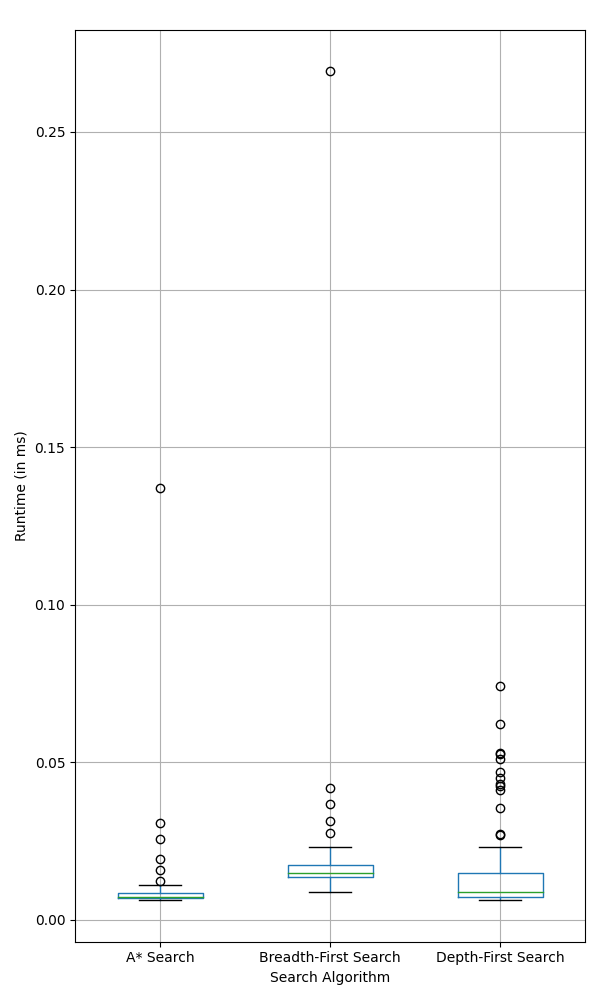 0.25
0.20
0.15
0.10
0.05
0.00
Runtime (in ms)
A* Search
Breadth-First Search
Depth-First Search
Search Algorithm